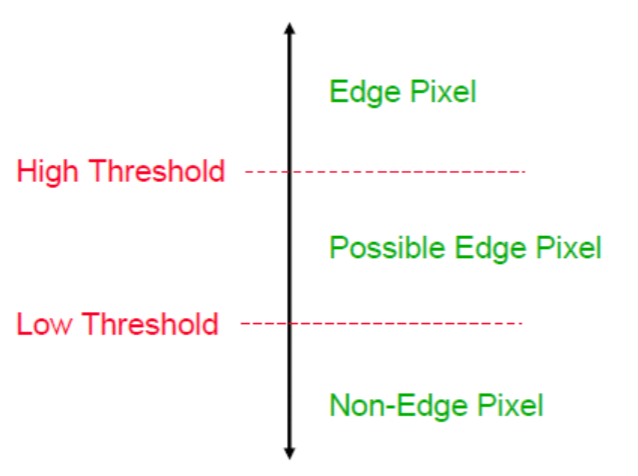 Edge Pixel
High Threshold
Possible Edge Pixel
Low Threshold
Non-Edge Pixel